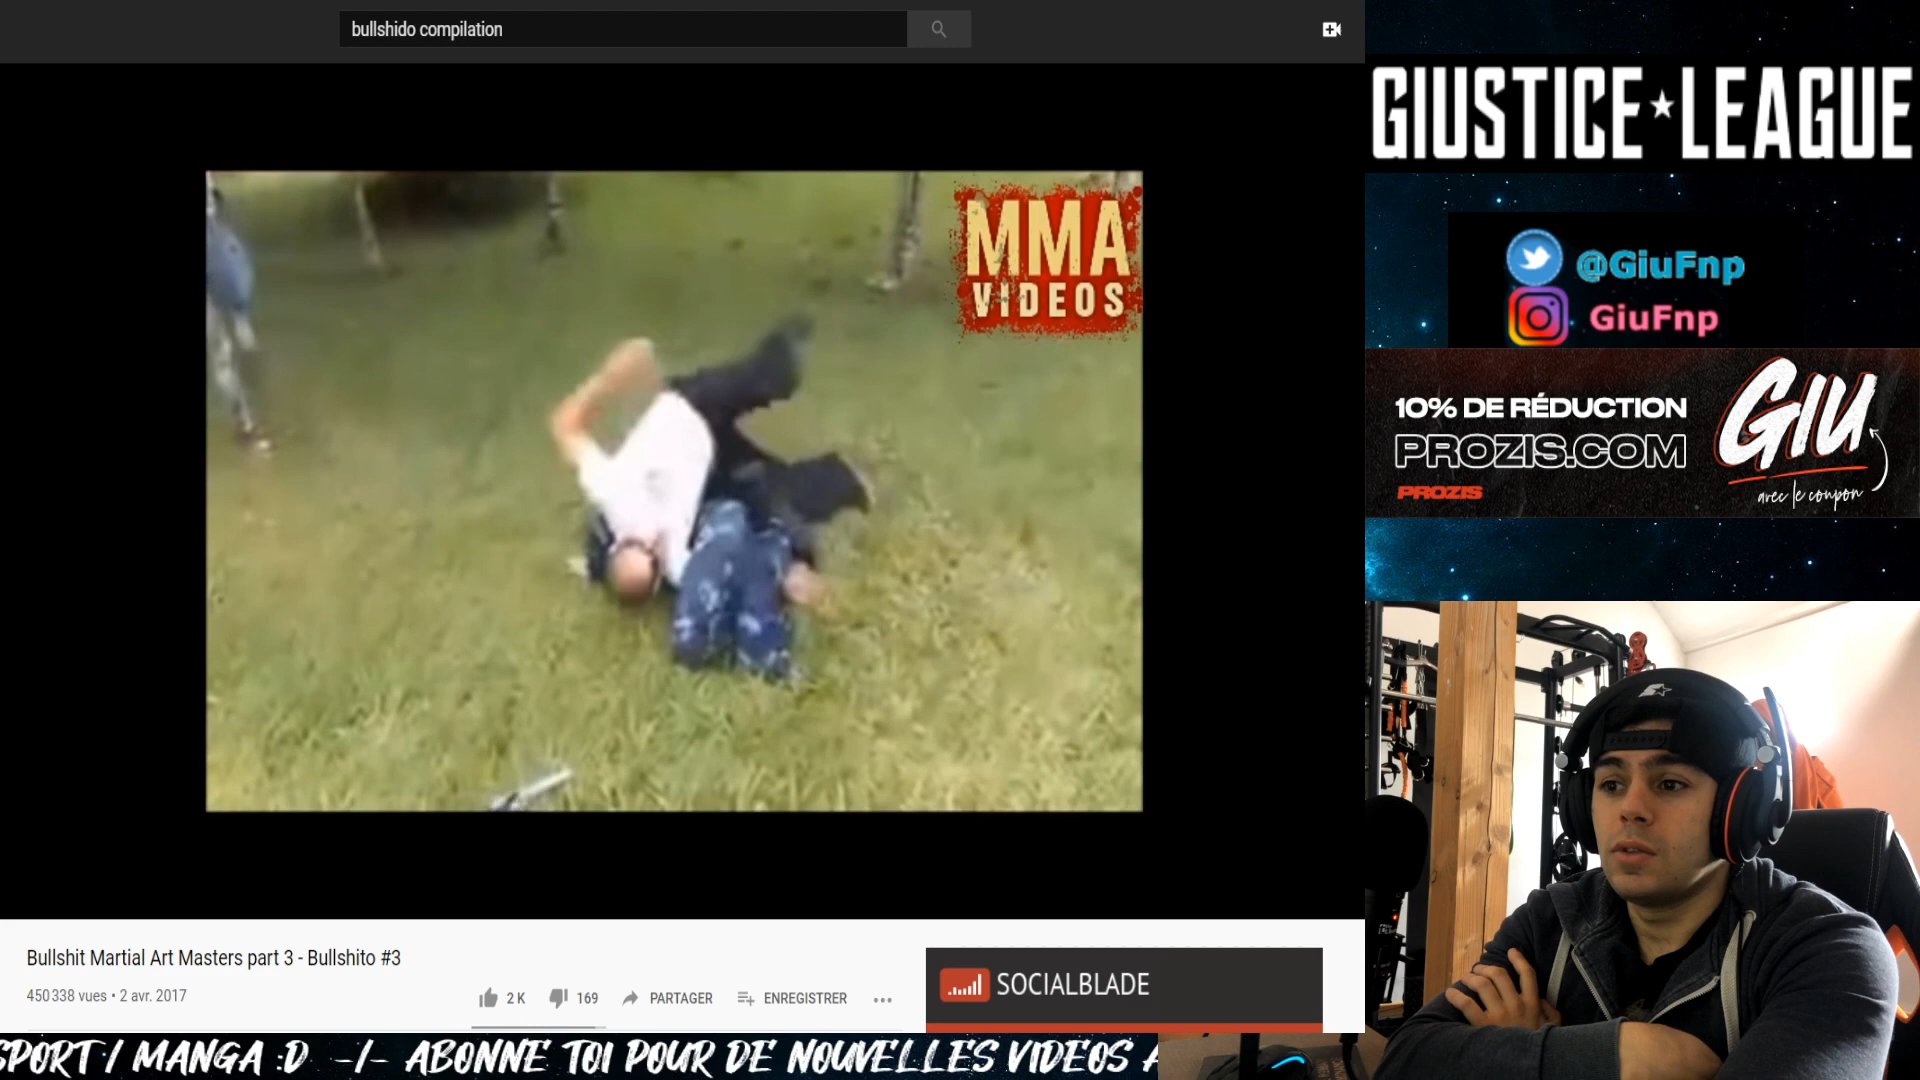 bullshido compilation
MMA
VIDEOS
Bullshit Martial Art Masters part 3 - Bullshito #3
450 338 vues • 2 avr. 2017
2 K
169
PARTAGER
ENREGISTRER
SOCIALBLADE
GIUSTICE★LEAGUE
@GiuFnp
GiuFnp
10% DE RÉDUCTION
PROZIS.COM
PROZIS
GIU
avec le coupon
SPORT / MANGA :D -/- ABONNE TOI POUR DE NOUVELLES VIDEOS A